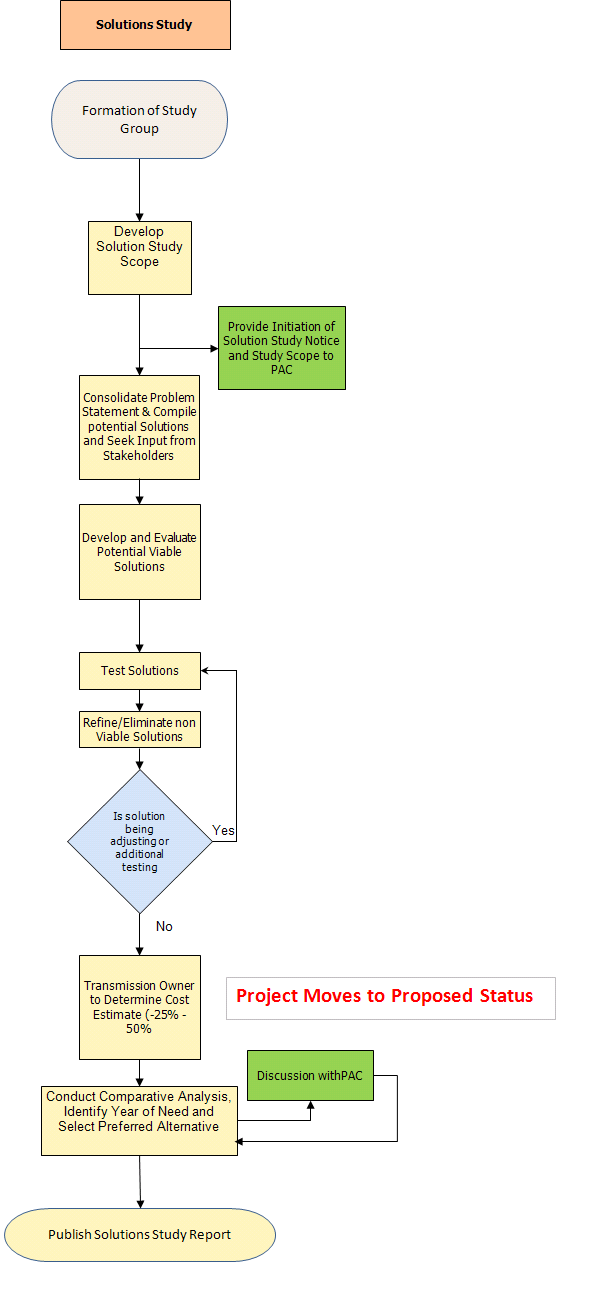 Solutions Study
Formation of Study
Group
Develop
Solution Study
Scope
Provide Initiation of
Solution Study Notice
and Study Scope to
PAC
Consolidate Problem
Statement & Compile
potential Solutions
and Seek Input from
Stakeholders
Develop and Evaluate
Potential Viable
Solutions
Test Solutions
Refine/Eliminate non
Viable Solutions
Is solution
being
adjusting or
additional
testing
Yes
No
Transmission Owner
to Determine Cost
Estimate (-25% -
50%
Project Moves to Proposed Status
Discussion withPAC
Conduct Comparative Analysis,
Identify Year of Need and
Select Preferred Alternative
Publish Solutions Study Report